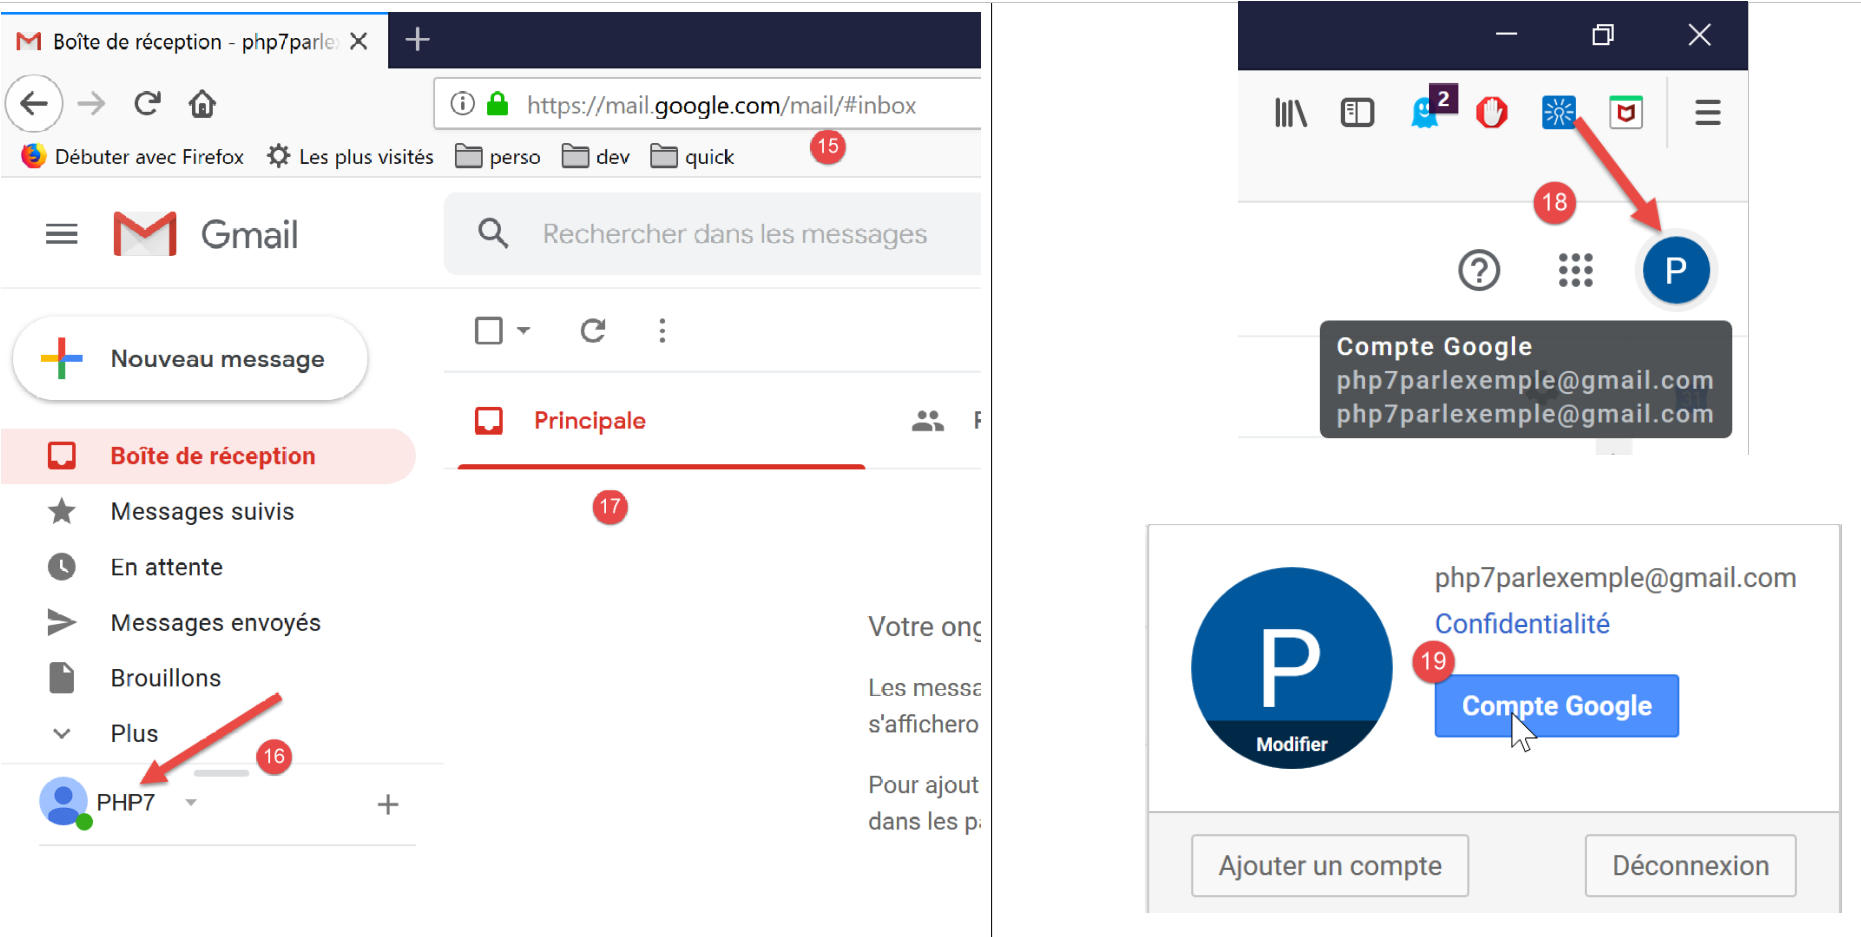 Boîte de réception - php7parle
https://mail.google.com/mail/#inbox
15
Débuter avec Firefox Les plus visités perso dev quick
Gmail
Rechercher dans les messages
Nouveau message
Principale
Boîte de réception
17
Messages suivis
En attente
Messages envoyés
Brouillons
Plus
16
PHP7
Votre ong
Les messa
s'affichero
Pour ajout
dans les pa
2
18
P
Compte Google
php7parlexemple@gmail.com
php7parlexemple@gmail.com
P
Modifier
php7parlexemple@gmail.com
Confidentialité
19
Compte Google
Ajouter un compte Déconnexion